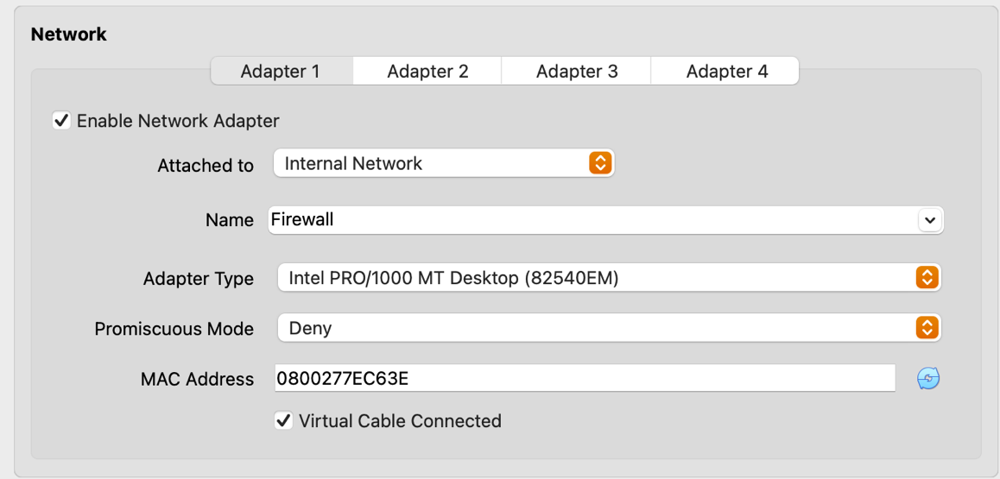 Network
Adapter 1 Adapter 2 Adapter 3 Adapter 4
Enable Network Adapter
Attached to Internal Network
Name Firewall
Adapter Type Intel PRO/1000 MT Desktop (82540EM)
Promiscuous Mode Deny
MAC Address 0800277EC63E
Virtual Cable Connected